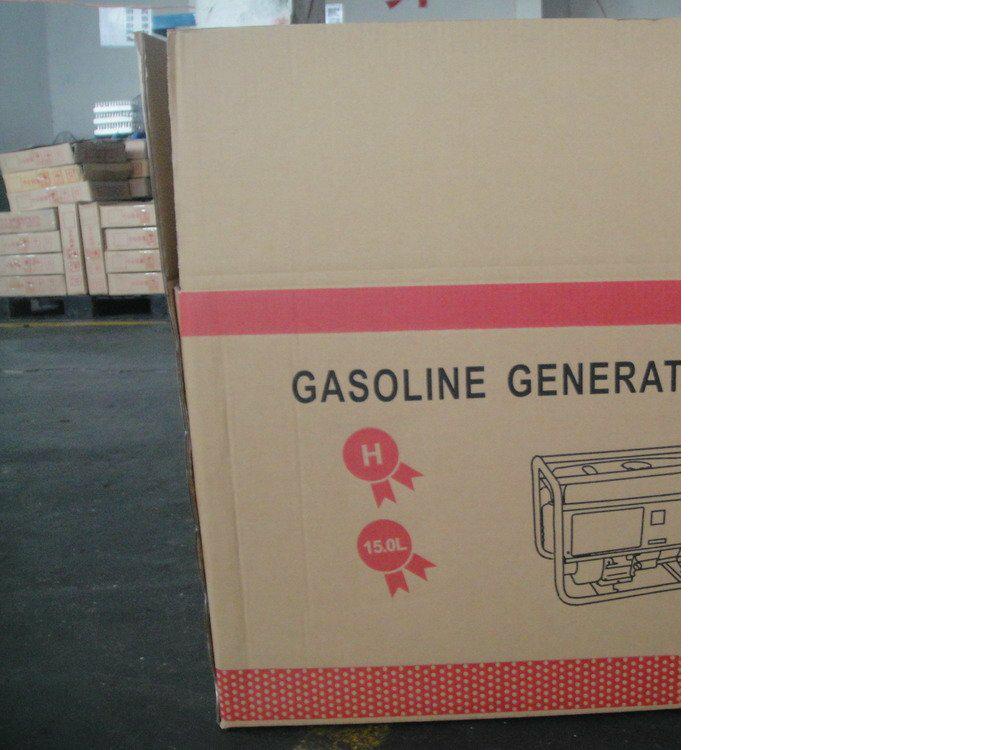 GASOLINE GENERAT
H
15.0L